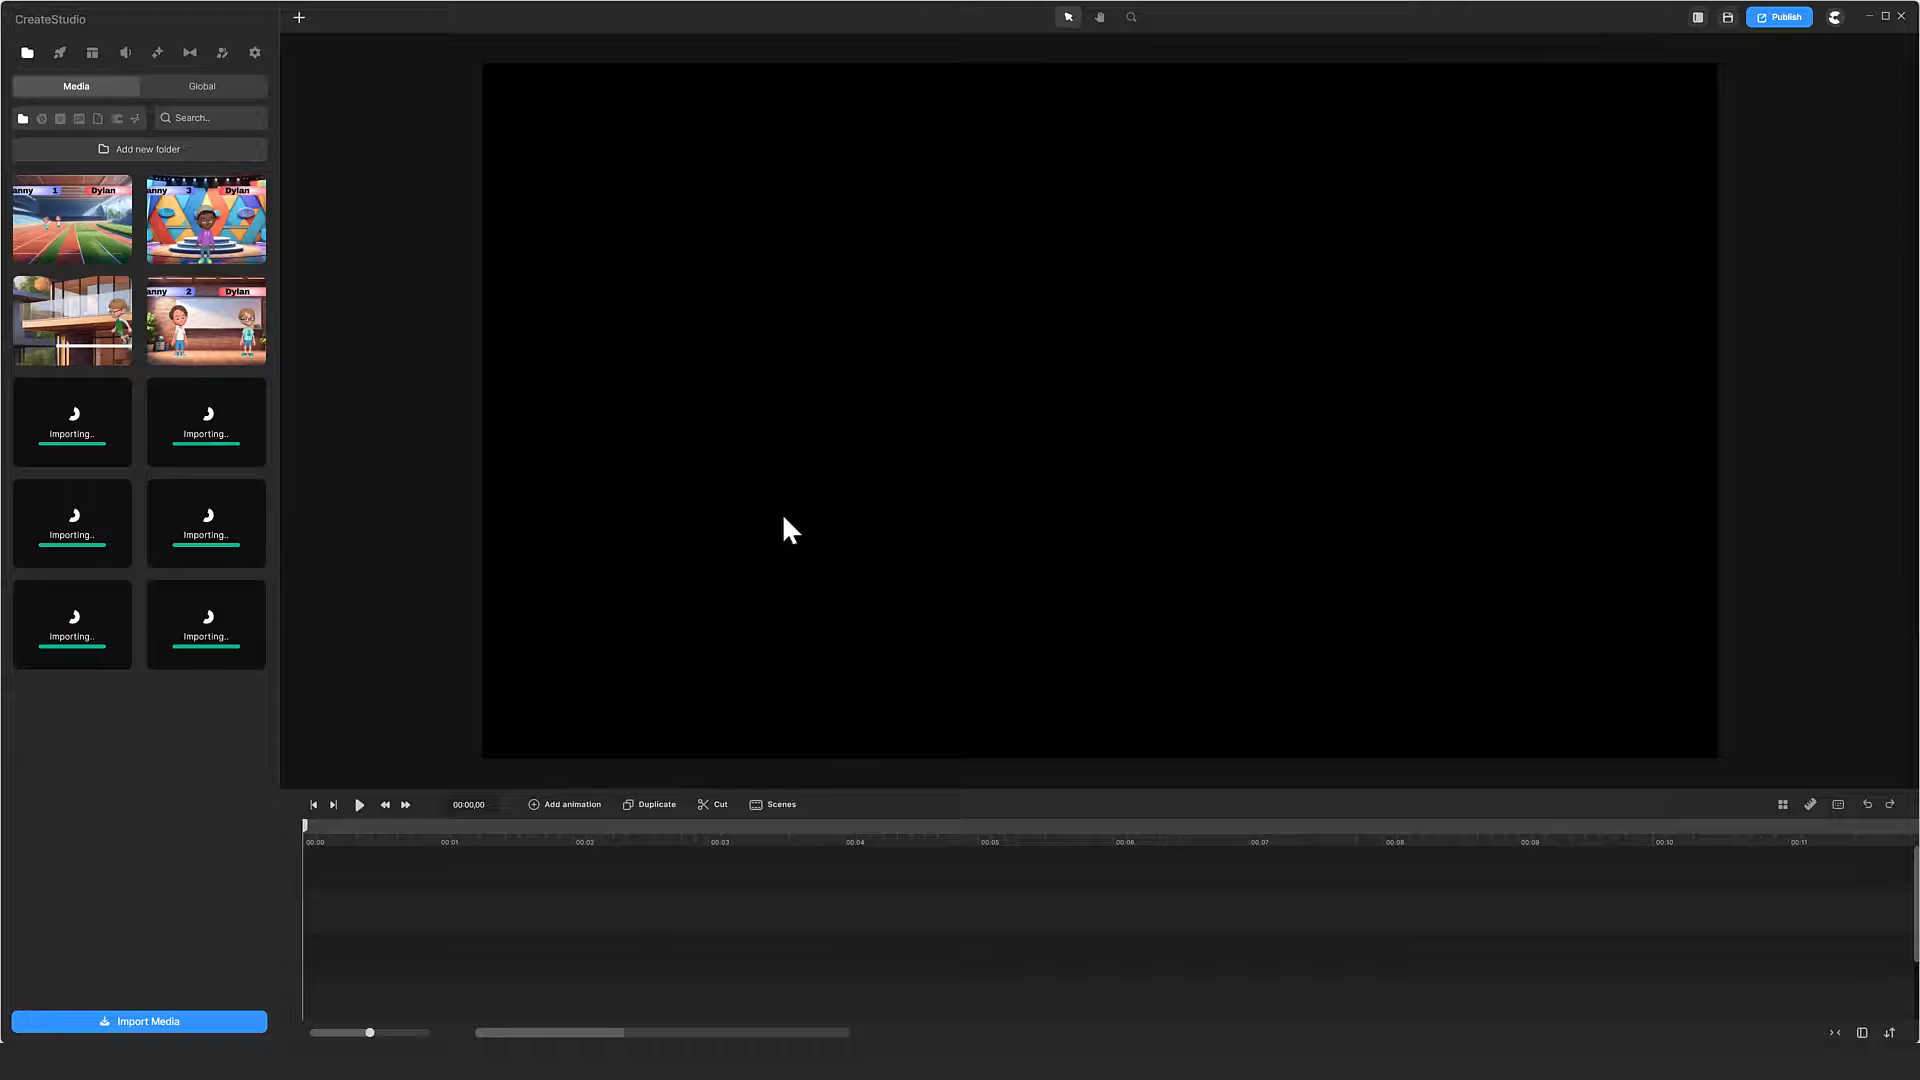 CreateStudio
Publish
Media
Global
Search..
Add new folder
anny 1 Dylan
anny 3 Dylan
anny 2 Dylan
Importing..
Importing..
Importing..
Importing..
Importing..
Importing..
00:00,00
Add animation
Duplicate
Cut
Scenes
00:00
00:01
00:02
00:03
00:04
00:05
00:06
00:07
00:08
00:09
00:10
00:11
Import Media